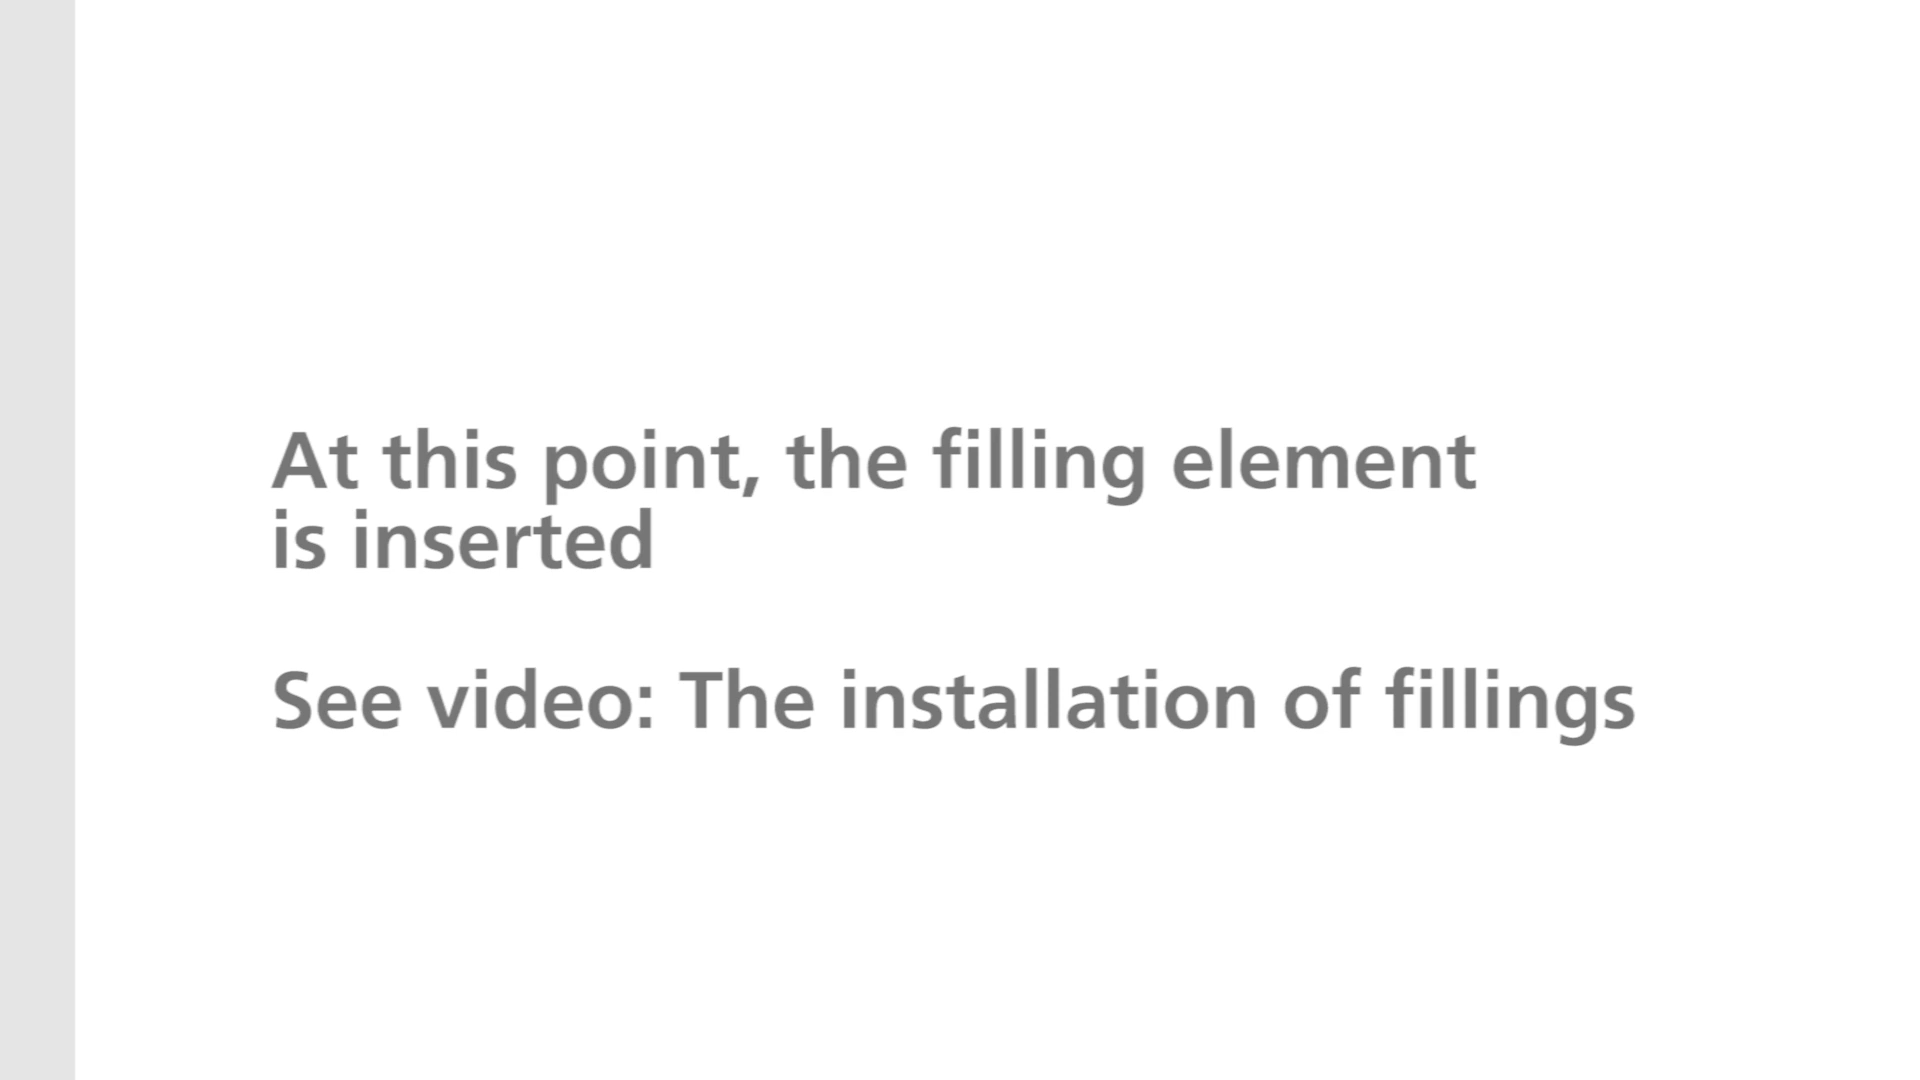 At this point, the filling element
is inserted
See video: The installation of fillings